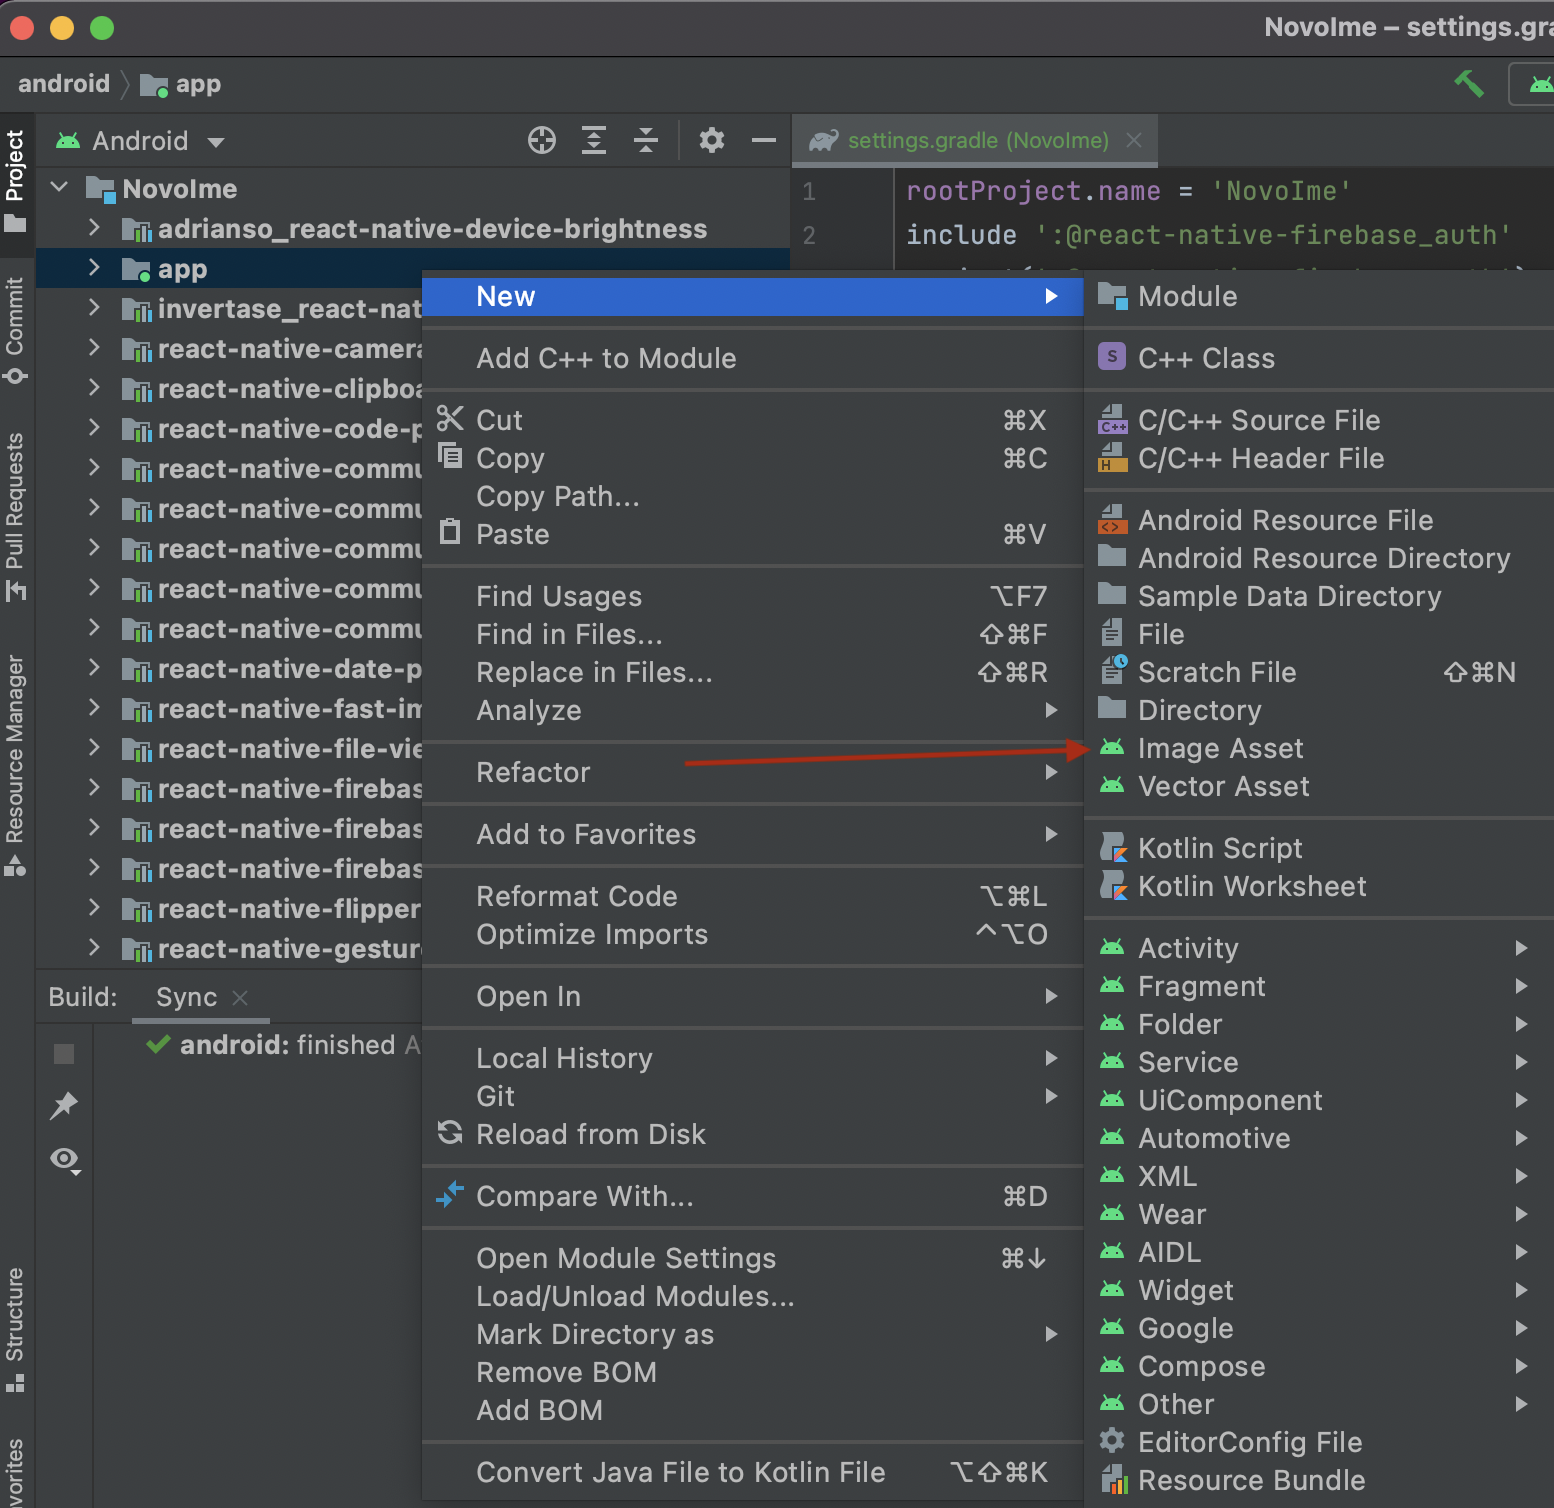 NovoIme – settings.gra
android
app
Project
Commit
Pull Requests
Resource Manager
Structure
Android
NovoIme
adrianso_react-native-device-brightness
app
invertase_react-nat
react-native-camera
react-native-clipboa
react-native-code-p
react-native-commu
react-native-commu
react-native-commu
react-native-commu
react-native-commu
react-native-date-p
react-native-fast-im
react-native-file-vie
react-native-firebas
react-native-firebas
react-native-firebas
react-native-flipper
react-native-gestur
Build: Sync
android: finished A
settings.gradle (NovoIme)
1 rootProject.name = 'NovoIme'
2 include ':@react-native-firebase_auth'
New
Add C++ to Module
Cut ⌘X
Copy ⌘C
Copy Path...
Paste ⌘V
Find Usages ⌥F7
Find in Files... ⇧⌘F
Replace in Files... ⇧⌘R
Analyze
Refactor
Add to Favorites
Reformat Code ⌥⌘L
Optimize Imports ^⌥O
Open In
Local History
Git
Reload from Disk
Compare With... ⌘D
Open Module Settings ⌘↓
Load/Unload Modules...
Mark Directory as
Remove BOM
Add BOM
Convert Java File to Kotlin File ⌥⇧⌘K
Module
S C++ Class
C++ C/C++ Source File
H C/C++ Header File
Android Resource File
Android Resource Directory
Sample Data Directory
File
Scratch File ⇧⌘N
Directory
Image Asset
Vector Asset
Kotlin Script
Kotlin Worksheet
Activity
Fragment
Folder
Service
UiComponent
Automotive
XML
Wear
AIDL
Widget
Google
Compose
Other
EditorConfig File
Resource Bundle